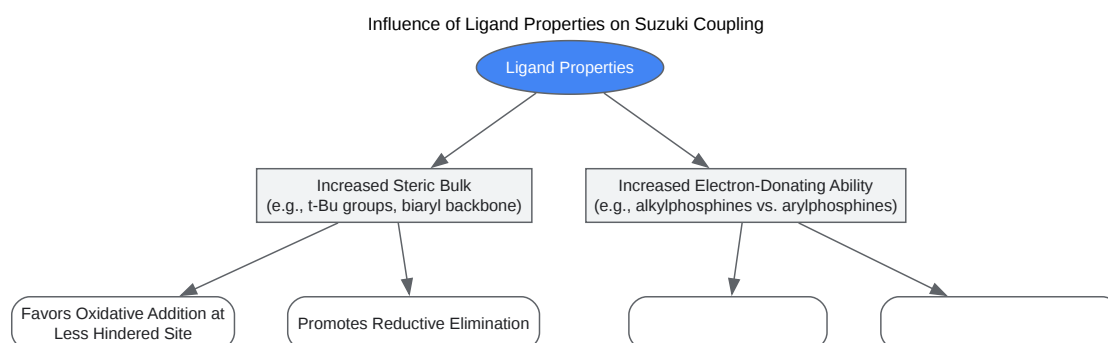 Influence of Ligand Properties on Suzuki Coupling
Ligand Properties
Increased Steric Bulk
(e.g., t-Bu groups, biaryl backbone)
Increased Electron-Donating Ability
(e.g., alkylphosphines vs. arylphosphines)
Favors Oxidative Addition at
Less Hindered Site
Promotes Reductive Elimination